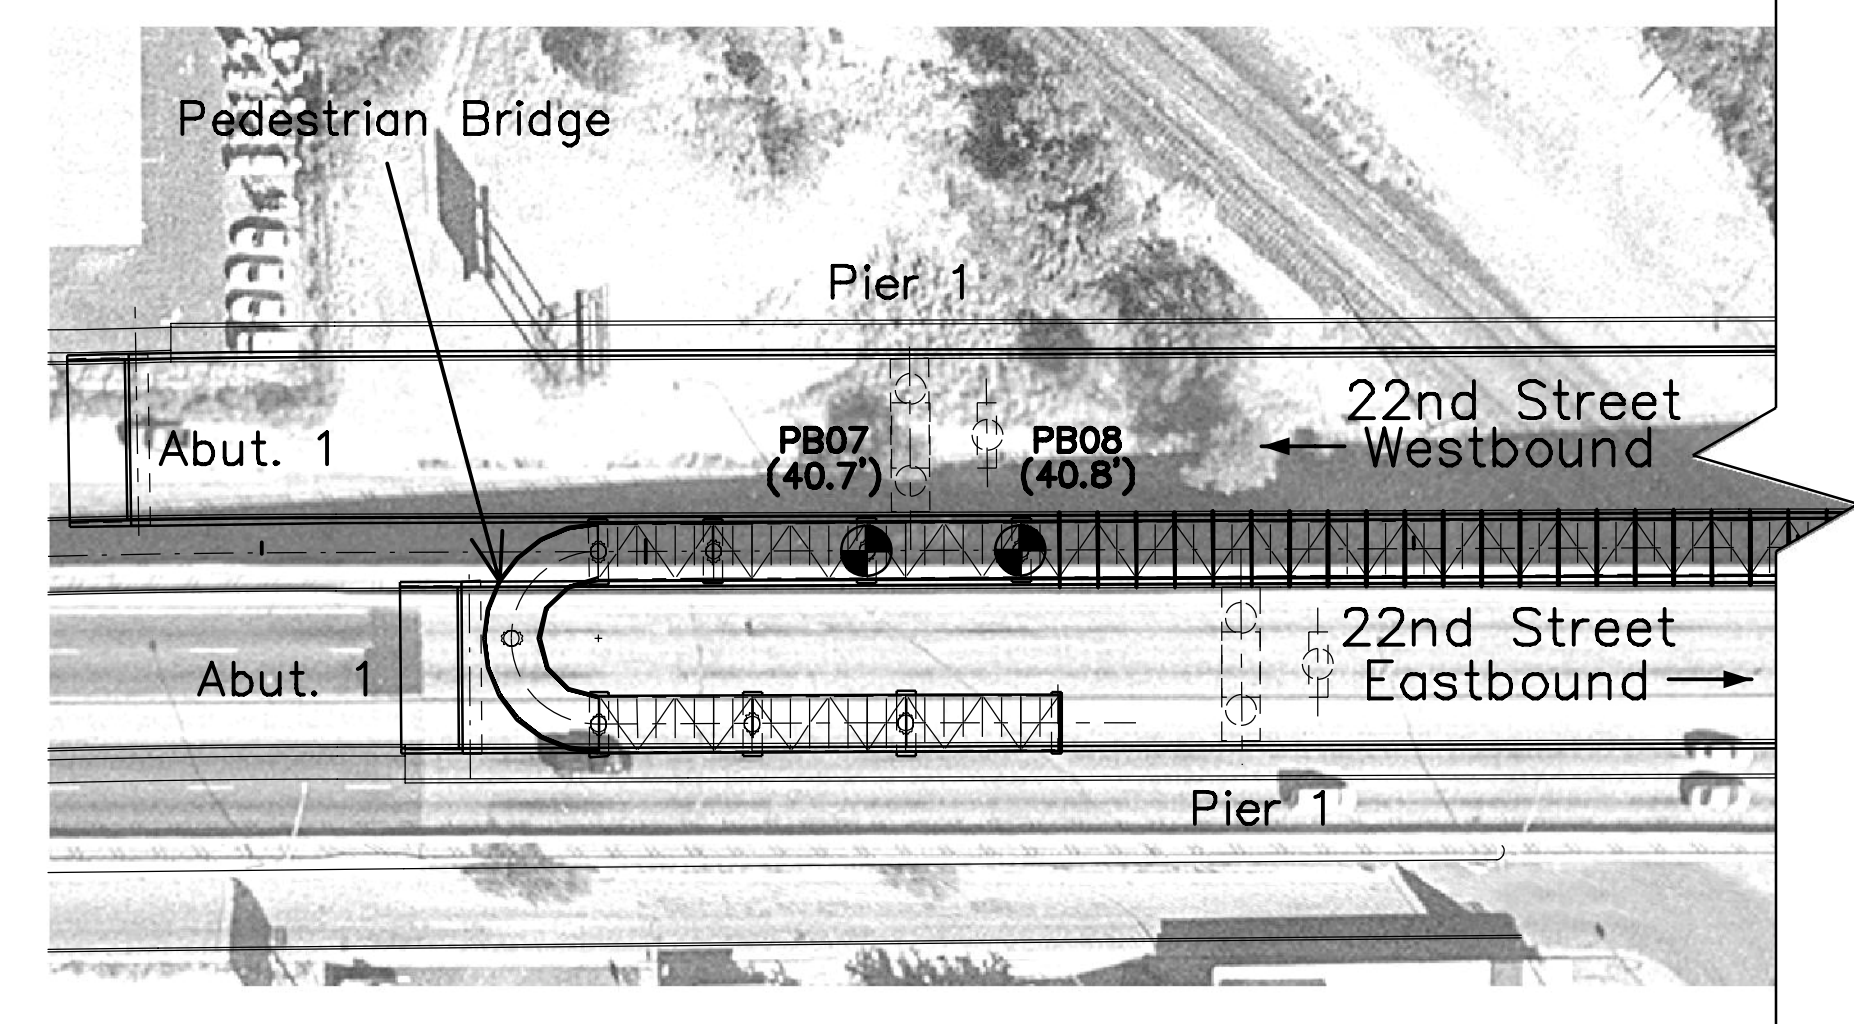 Pedestrian Bridge
Pier 1
22nd Street
Westbound
PB07
(40.7')
PB08
(40.8')
Abut. 1
22nd Street
Eastbound
Abut. 1
Pier 1